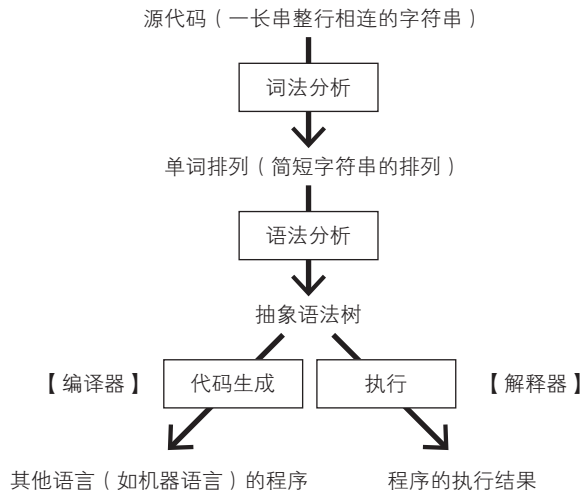 源代码（一长串整行相连的字符串）
词法分析
单词排列（简短字符串的排列）
语法分析
抽象语法树
【编译器】 代码生成 执行 【解释器】
其他语言（如机器语言）的程序 程序的执行结果